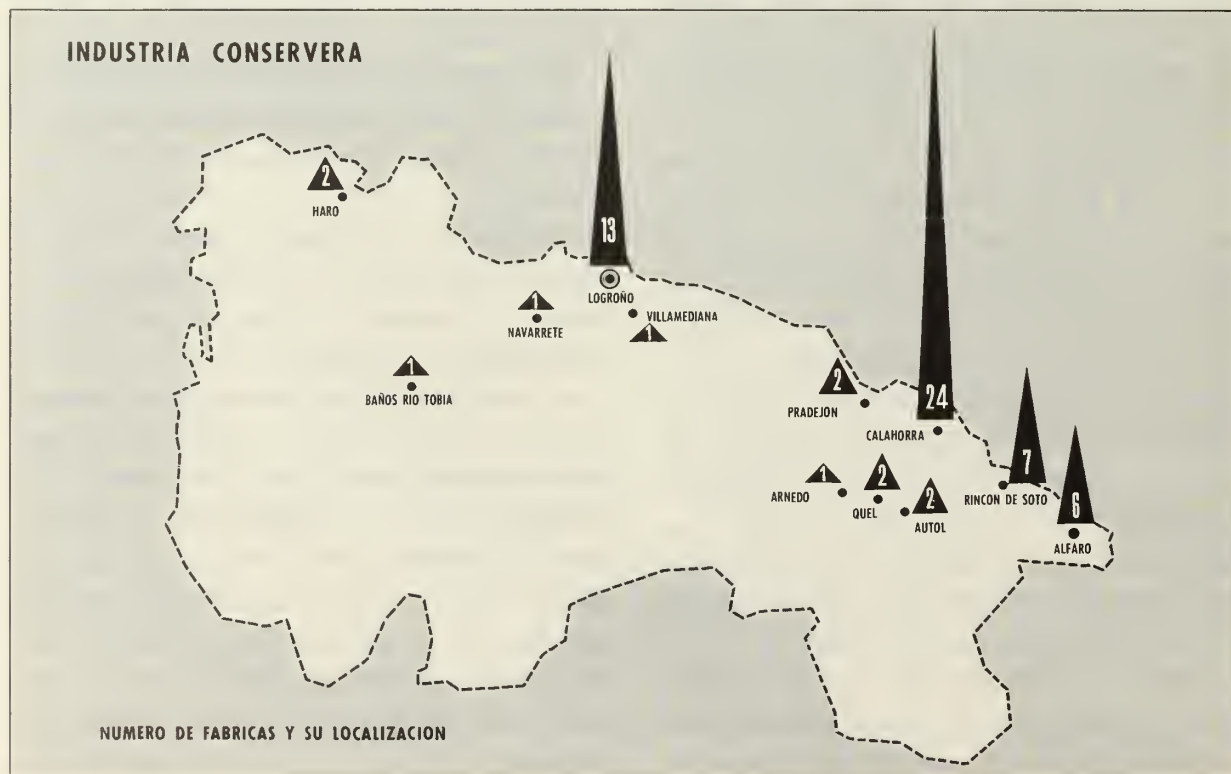 INDUSTRIA CONSERVERA
2
HARO
13
LOGROÑO
1
NAVARRETE
VILLAMEDIANA
1
1
BAÑOS RIO TOBIA
2
PRADEJON
24
CALAHORRA
7
RINCON DE SOTO
1
ARNEDO
2
QUEL
2
AUTOL
6
ALFARO
NUMERO DE FABRICAS Y SU LOCALIZACION